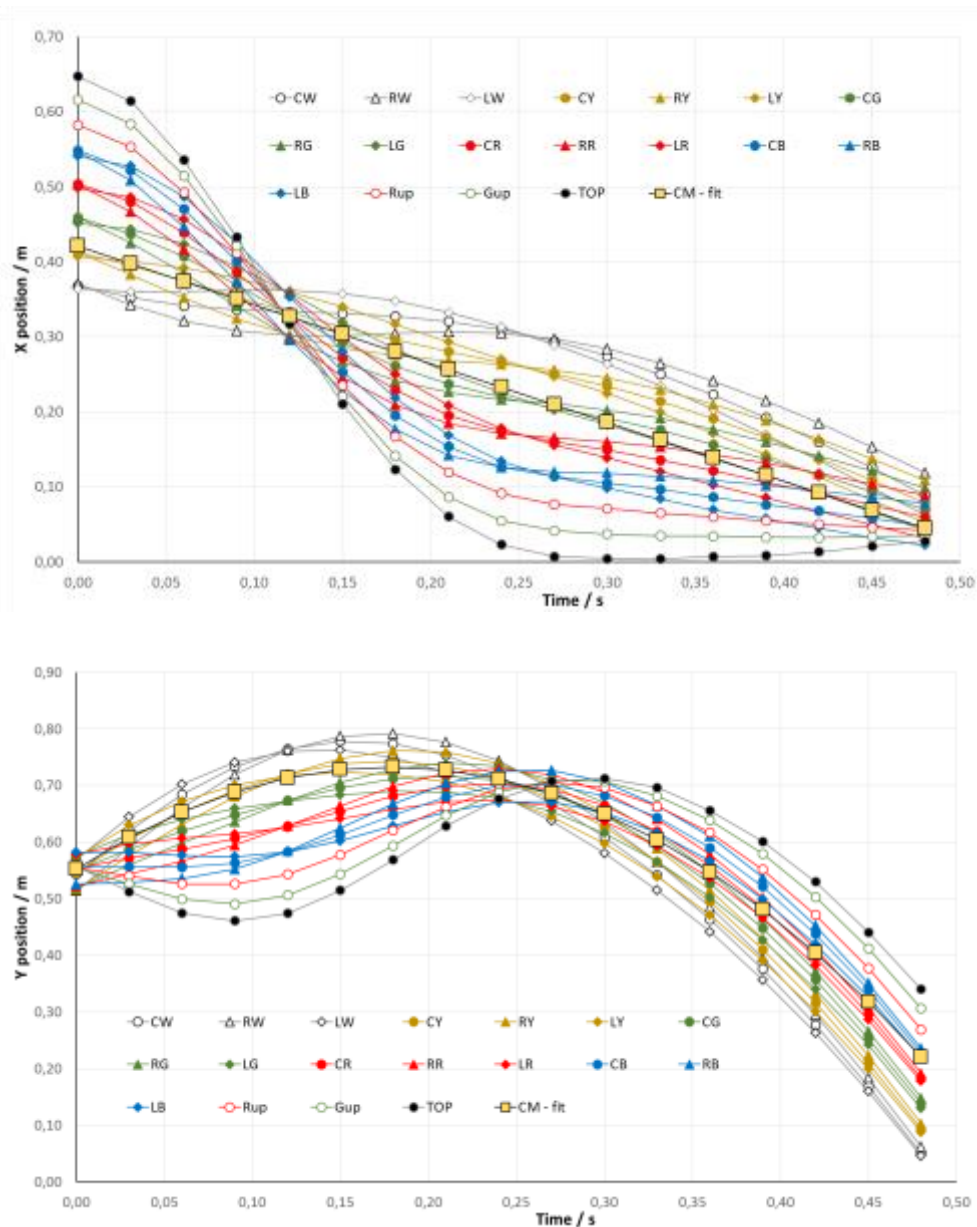 0,70
0,60
0,50
0,40
0,30
0,20
0,10
0,00
X position / m
CW RW LW CY RY LY CG
RG LG CR RR LR CB RB
LB Rup Gup TOP CM - fit
0,00 0,05 0,10 0,15 0,20 0,25 0,30 0,35 0,40 0,45 0,50
Time / s
0,90
0,80
0,70
0,60
0,50
0,40
0,30
0,20
0,10
0,00
Y position / m
CW RW LW CY RY LY CG
RG LG CR RR LR CB RB
LB Rup Gup TOP CM - fit
0,00 0,05 0,10 0,15 0,20 0,25 0,30 0,35 0,40 0,45 0,50
Time / s